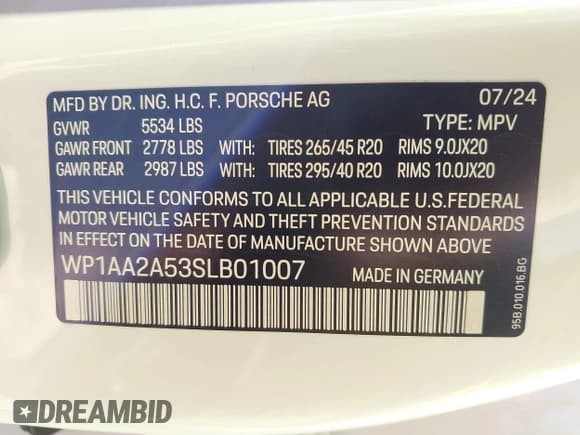 MFD BY DR. ING. H.C. F. PORSCHE AG 07/24
GVWR 5534 LBS TYPE: MPV
GAWR FRONT 2778 LBS WITH: TIRES 265/45 R20 RIMS 9.0JX20
GAWR REAR 2987 LBS WITH: TIRES 295/40 R20 RIMS 10.0JX20
THIS VEHICLE CONFORMS TO ALL APPLICABLE U.S.FEDERAL
MOTOR VEHICLE SAFETY AND THEFT PREVENTION STANDARDS
IN EFFECT ON THE DATE OF MANUFACTURE SHOWN ABOVE
WP1AA2A53SLB01007 MADE IN GERMANY
95B.010.016.BG
DREAMBID